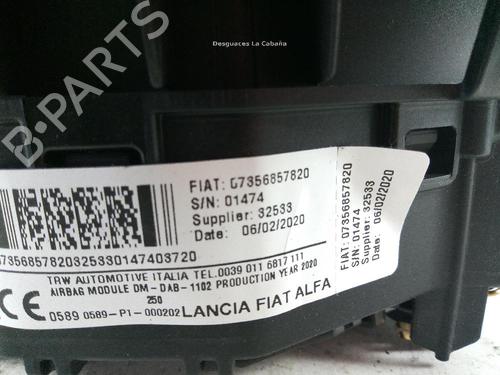 Desguaces La Cabaña
B-PARTS
FIAT: 07356857820
S/N: 01474
Supplier: 32533
Date: 06/02/2020
7356857820325330147403720
TRW AUTOMOTIVE ITALIA TEL.0039 011 6817 111
AIRBAG MODULE DM-DAB-1102 PRODUCTION YEAR 2020
250
CE
0589 0589-P1-000202 LANCIA FIAT ALFA
FIAT: 07356857820
S/N: 01474
Supplier: 32533
Date: 06/02/2020